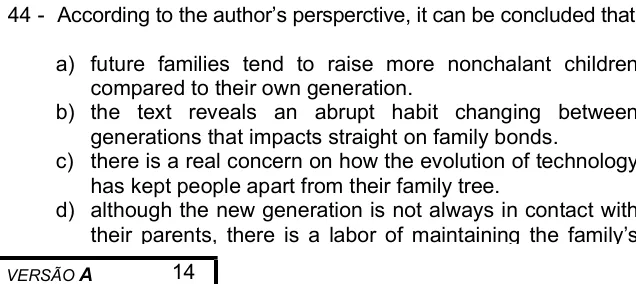 44 - According to the author's persperctive, it can be concluded that
a) future families tend to raise more nonchalant children
compared to their own generation.
b) the text reveals an abrupt habit changing between
generations that impacts straight on family bonds.
c) there is a real concern on how the evolution of technology
has kept people apart from their family tree.
d) although the new generation is not always in contact with
their parents, there is a labor of maintaining the family's
VERSÃO A 14